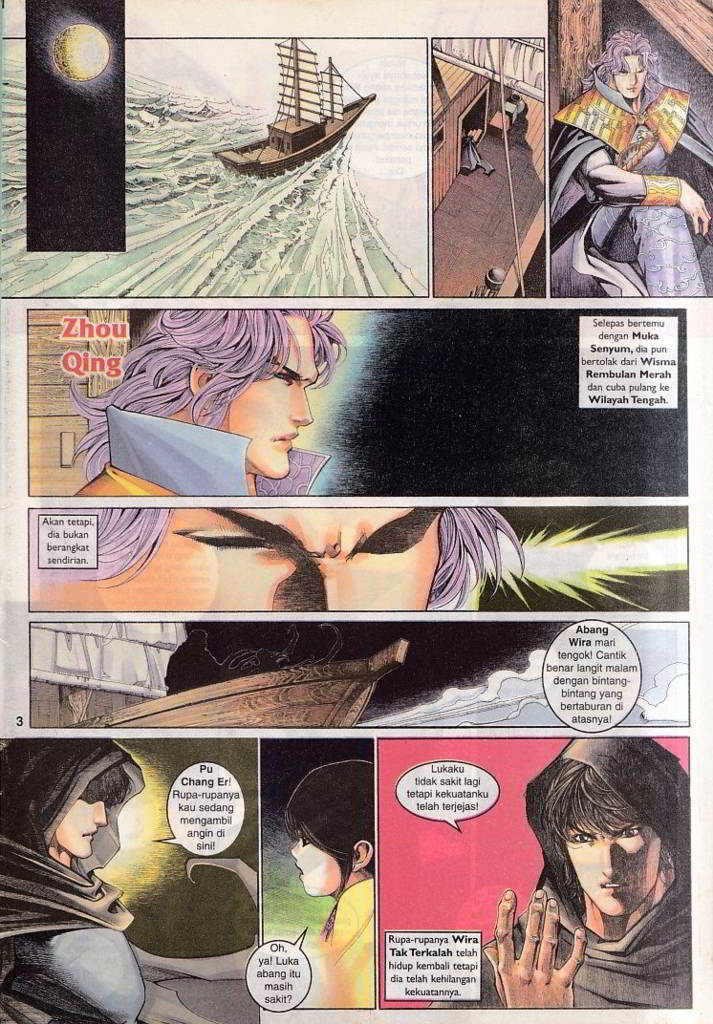 Zhou
Qing
Selepas bertemu
dengan Muka
Senyum, dia pun
bertolak dari Wisma
Rembulan Merah
dan cuba pulang ke
Wilayah Tengah.
Akan tetapi,
dia bukan
berangkat
sendirian.
Abang
Wira mari
tengok! Cantik
benar langit malam
dengan bintang-
bintang yang
bertaburan di
atasnya!
3
Pu
Chang Er!
Rupa-rupanya
kau sedang
mengambil
angin di
sini!
Oh,
ya! Luka
abang itu
masih
sakit?
Lukaku
tidak sakit lagi
tetapi kekuatanku
telah terjejas!
Rupa-rupanya Wira
Tak Terkalah telah
hidup kembali tetapi
dia telah kehilangan
kekuatannya.